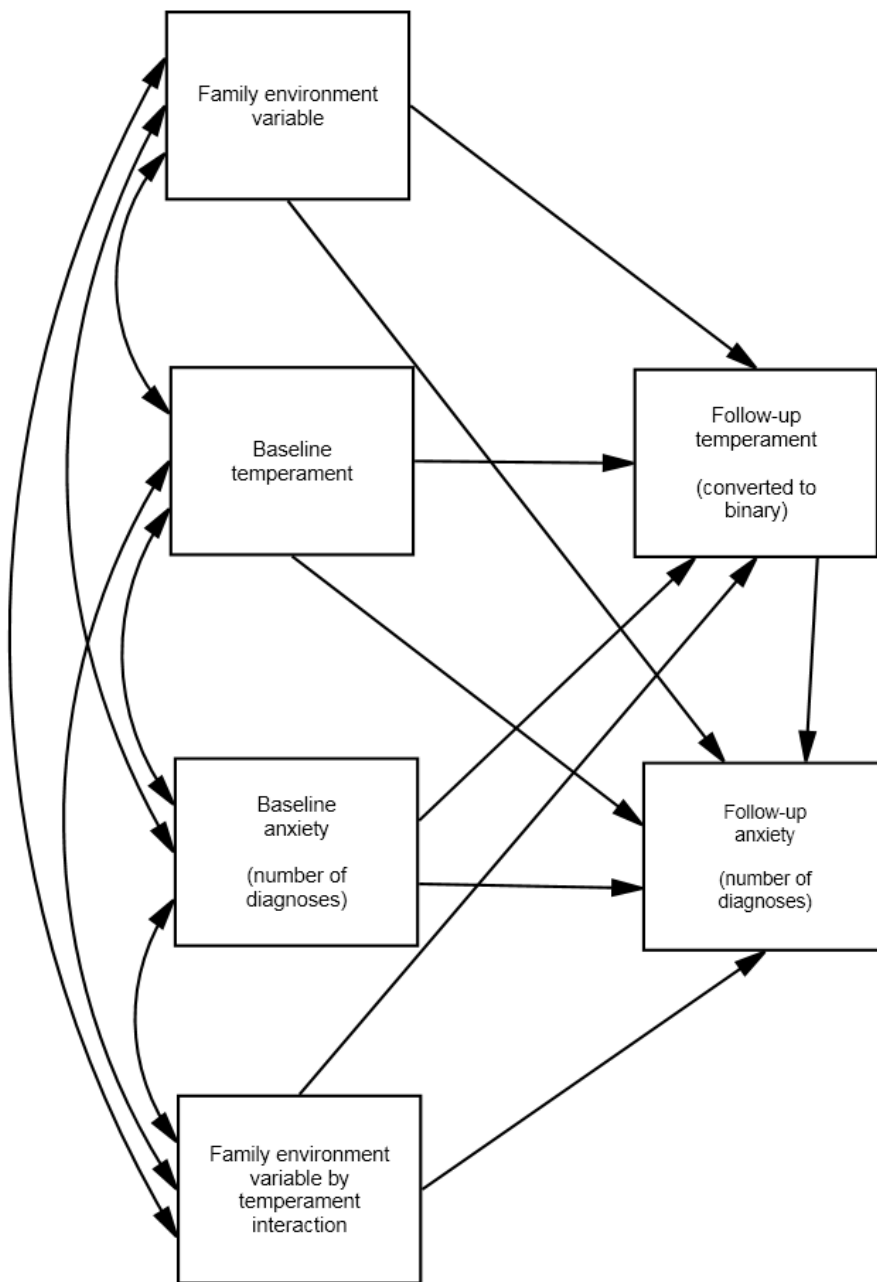 Family environment
variable
Baseline
temperament
Follow-up
temperament
(converted to
binary)
Baseline
anxiety
(number of
diagnoses)
Follow-up
anxiety
(number of
diagnoses)
Family environment
variable by
temperament
interaction